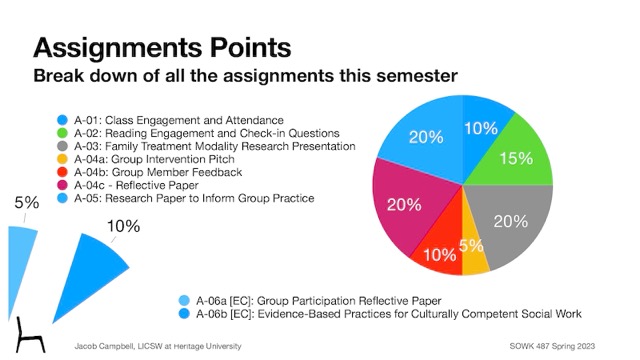 Assignments Points
Break down of all the assignments this semester
A-01: Class Engagement and Attendance
A-02: Reading Engagement and Check-in Questions
A-03: Family Treatment Modality Research Presentation
A-04a: Group Intervention Pitch
A-04b: Group Member Feedback
A-04c - Reflective Paper
A-05: Research Paper to Inform Group Practice
20%
10%
15%
20%
5%
10%
20%
5%
10%
A-06a [EC]: Group Participation Reflective Paper
A-06b [EC]: Evidence-Based Practices for Culturally Competent Social Work
Jacob Campbell, LICSW at Heritage University
SOWK 487 Spring 2023